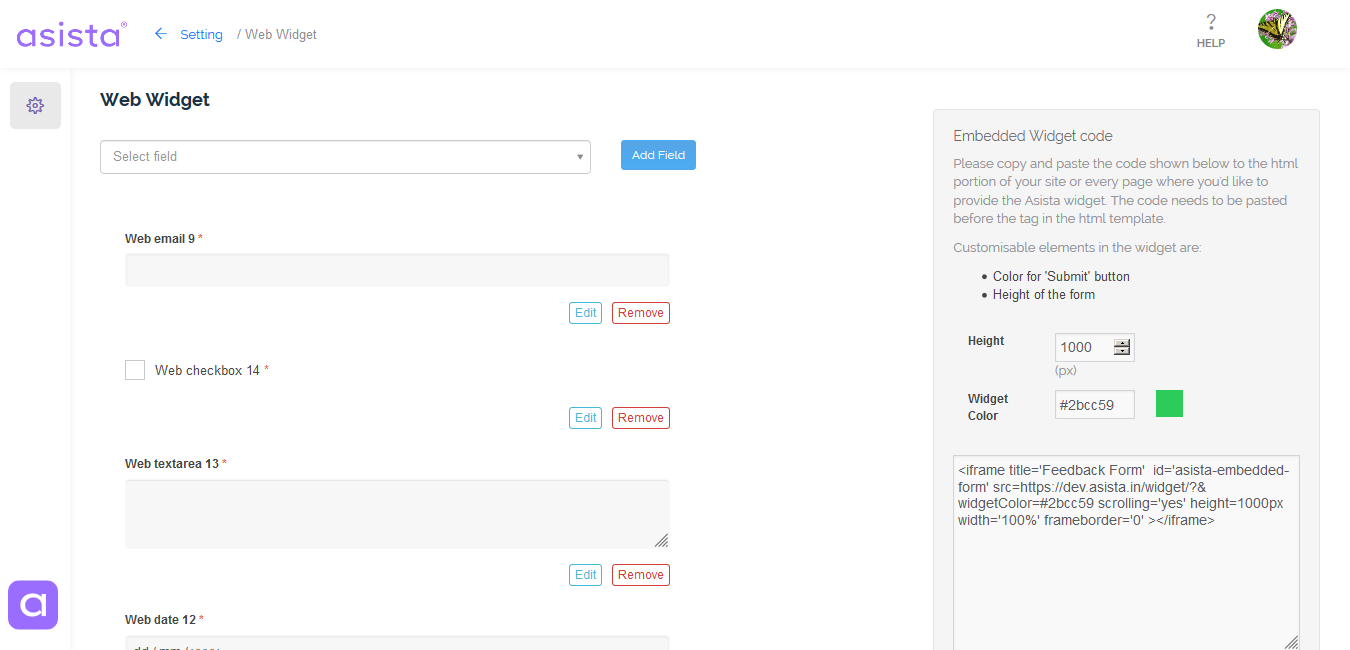 asista®
← Setting / Web Widget
?
HELP
Web Widget
Select field
Add Field
Web email 9 *
Edit Remove
Web checkbox 14 *
Edit Remove
Web textarea 13 *
Edit Remove
Web date 12 *
dd / mm / yyyy
a
Embedded Widget code
Please copy and paste the code shown below to the html
portion of your site or every page where you'd like to
provide the Asista widget. The code needs to be pasted
before the tag in the html template.
Customisable elements in the widget are:
• Color for 'Submit' button
• Height of the form
Height
1000
(px)
Widget
Color
#2bcc59
<iframe title='Feedback Form'  id='asista-embedded-
form' src=https://dev.asista.in/widget/?&
widgetColor=#2bcc59 scrolling='yes' height=1000px
width='100%' frameborder='0' ></iframe>